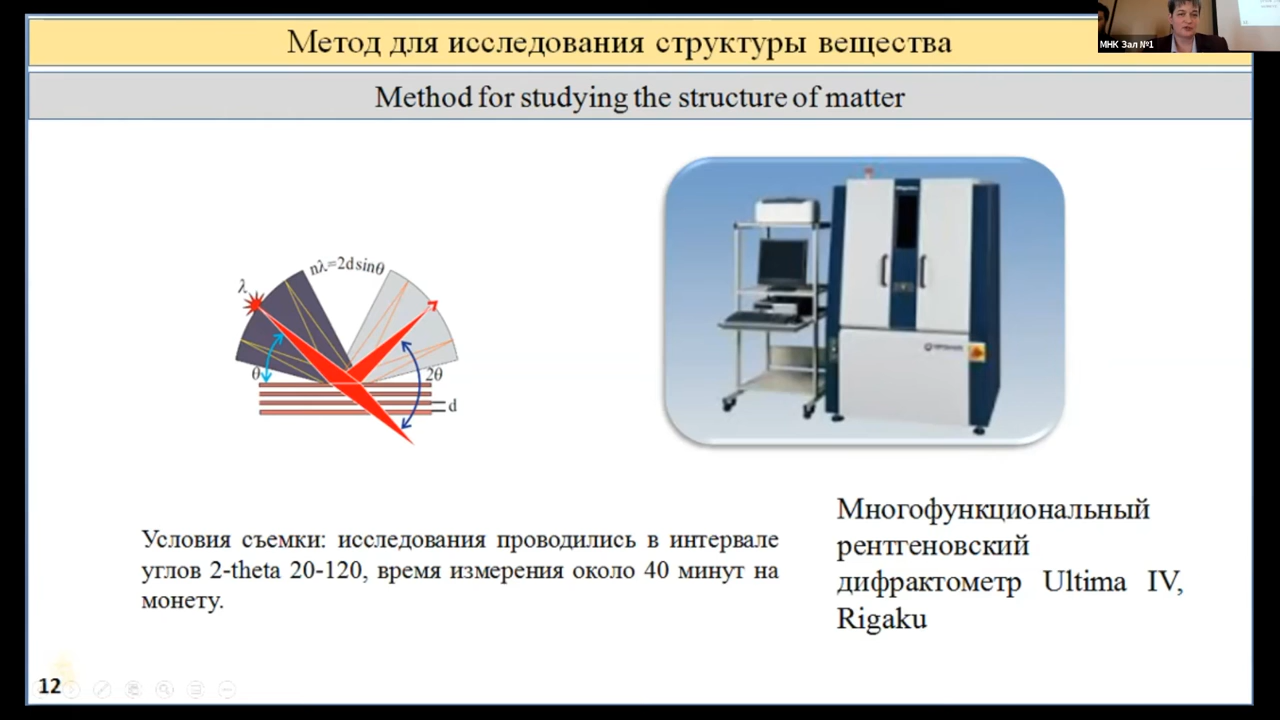 Метод для исследования структуры вещества
МНК Зал №1
Method for studying the structure of matter
nλ=2dsinθ
λ
θ
2θ
d
Условия съемки: исследования проводились в интервале
углов 2-theta 20-120, время измерения около 40 минут на
монету.
Многофункциональный
рентгеновский
дифрактометр Ultima IV,
Rigaku
12